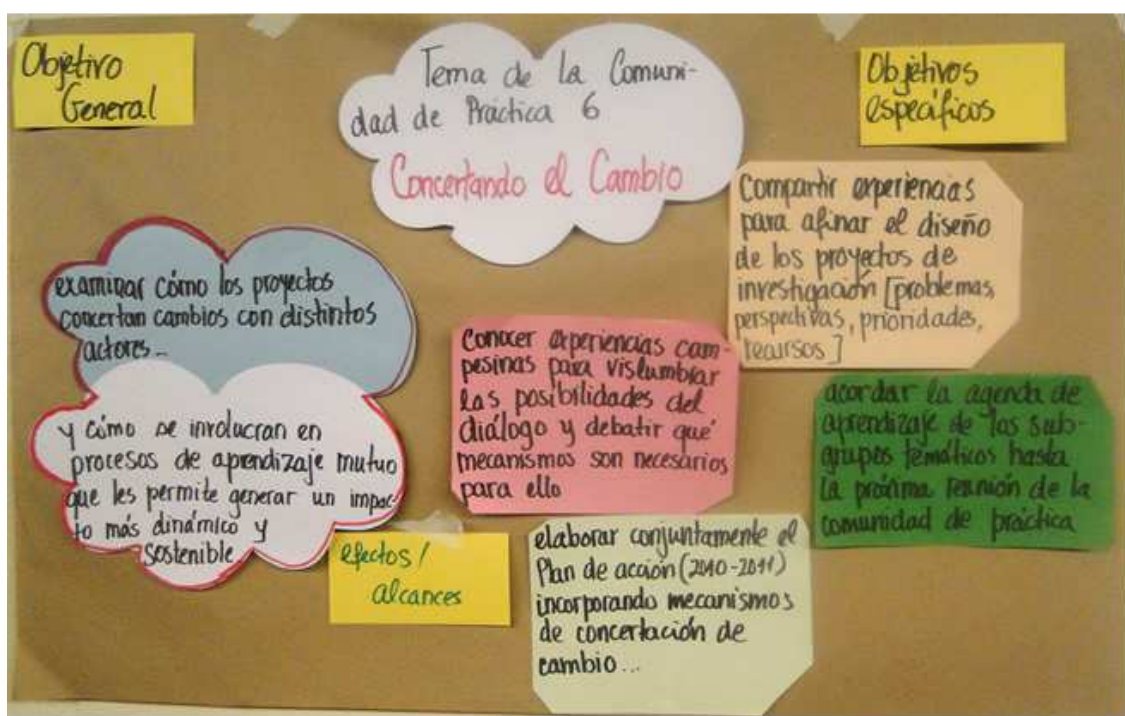 Objetivo
General
Tema de la Comuni-
dad de Práctica 6
Concertando el Cambio
Objetivos
específicos
examinar cómo los proyectos
concertan cambios con distintos
actores...
y cómo se involucran en
procesos de aprendizaje mutuo
que les permite generar un impac-
to más dinámico y
sostenible
Compartir experiencias
para afinar el diseño
de los proyectos de
investigación [problemas,
perspectivas, prioridades,
recursos]
Conocer experiencias cam-
pesinas para vislumbrar
las posibilidades del
diálogo y debatir qué
mecanismos son necesarios
para ello
acordar la agenda de
aprendizaje de los sub-
grupos temáticos hasta
la próxima reunión de la
comunidad de práctica
efectos/
alcances
elaborar conjuntamente el
Plan de acción (2010-2011)
incorporando mecanismos
de concertación de
cambio...